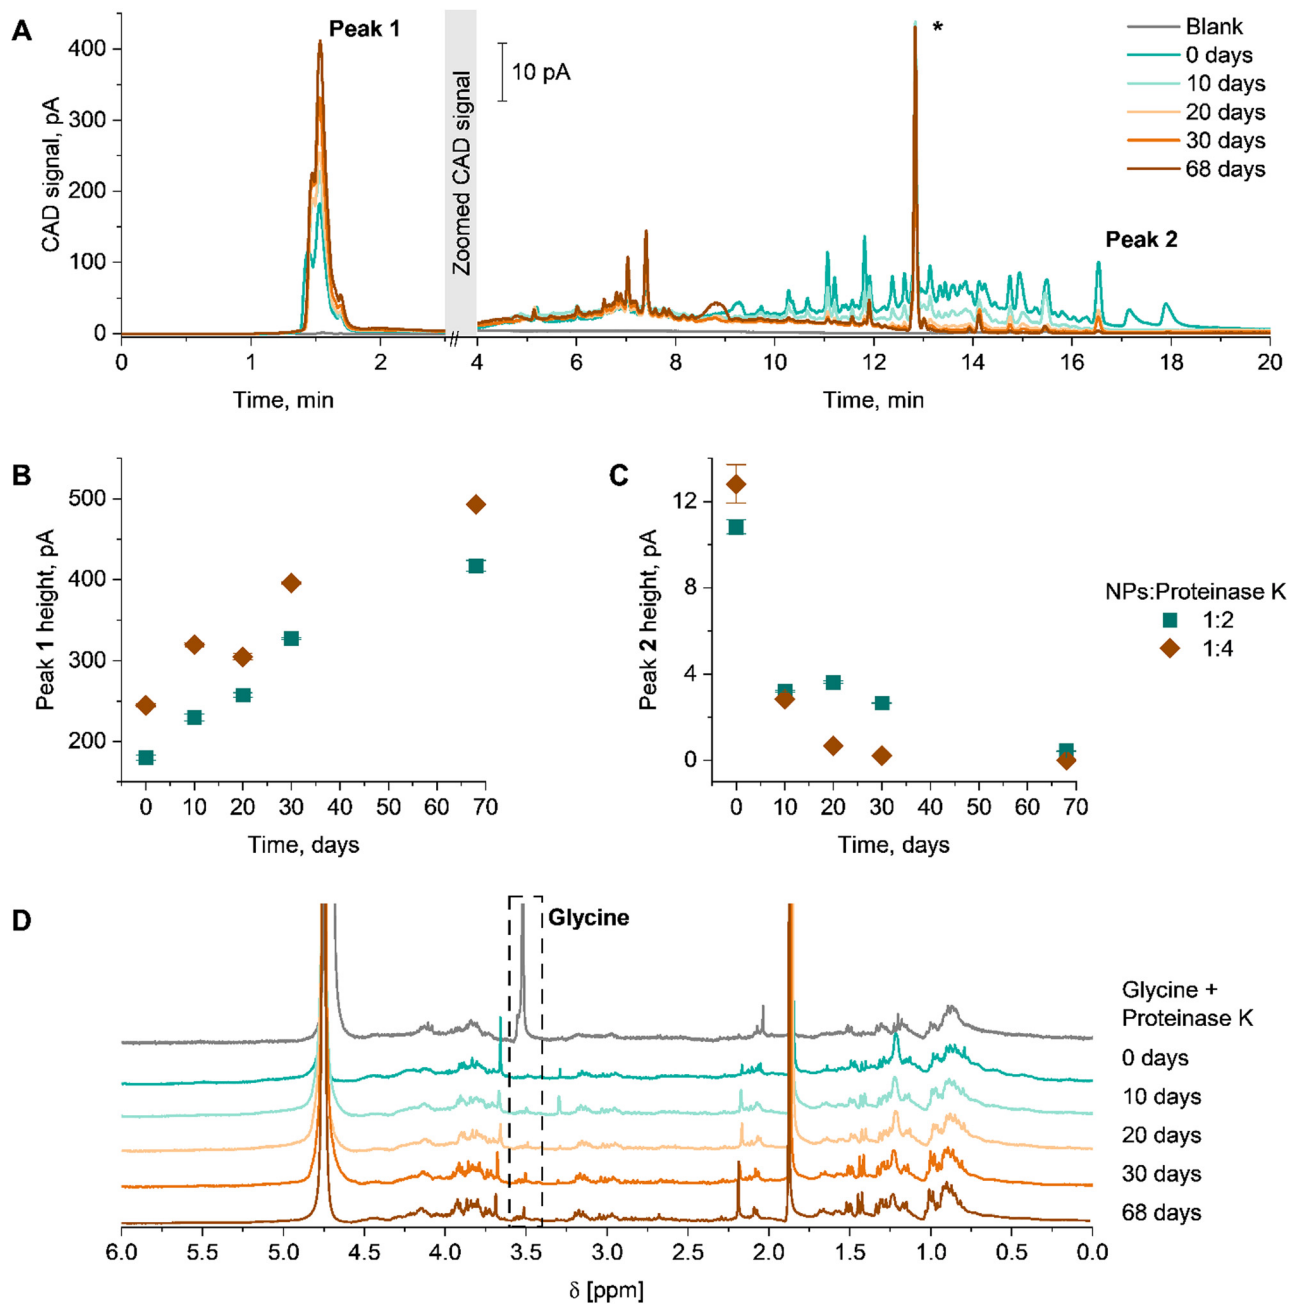 A
Peak 1
*
10 pA
Zoomed CAD signal
Peak 2
Blank
0 days
10 days
20 days
30 days
68 days
CAD signal, pA
400
300
200
100
0
0 1 2 4 6 8 10 12 14 16 18 20
Time, min Time, min
B
Peak 1 height, pA
500
400
300
200
0 10 20 30 40 50 60 70
Time, days
C
Peak 2 height, pA
12
8
4
0
0 10 20 30 40 50 60 70
Time, days
NPs:Proteinase K
1:2
1:4
D
Glycine
Glycine +
Proteinase K
0 days
10 days
20 days
30 days
68 days
6.0 5.5 5.0 4.5 4.0 3.5 3.0 2.5 2.0 1.5 1.0 0.5 0.0
δ [ppm]